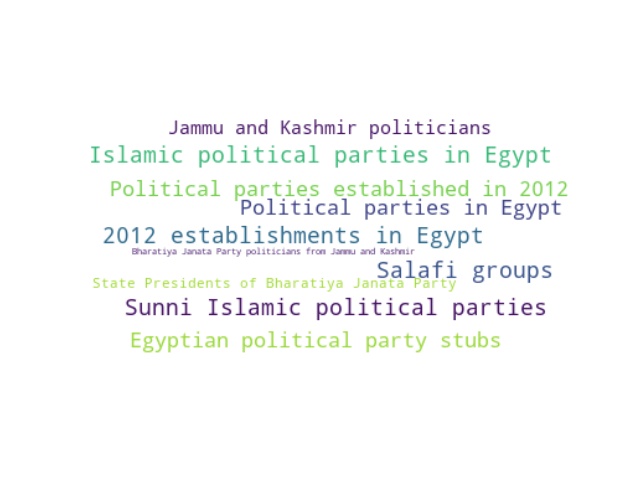 Jammu and Kashmir politicians
Islamic political parties in Egypt
Political parties established in 2012
Political parties in Egypt
2012 establishments in Egypt
Bharatiya Janata Party politicians from Jammu and Kashmir
Salafi groups
State Presidents of Bharatiya Janata Party
Sunni Islamic political parties
Egyptian political party stubs